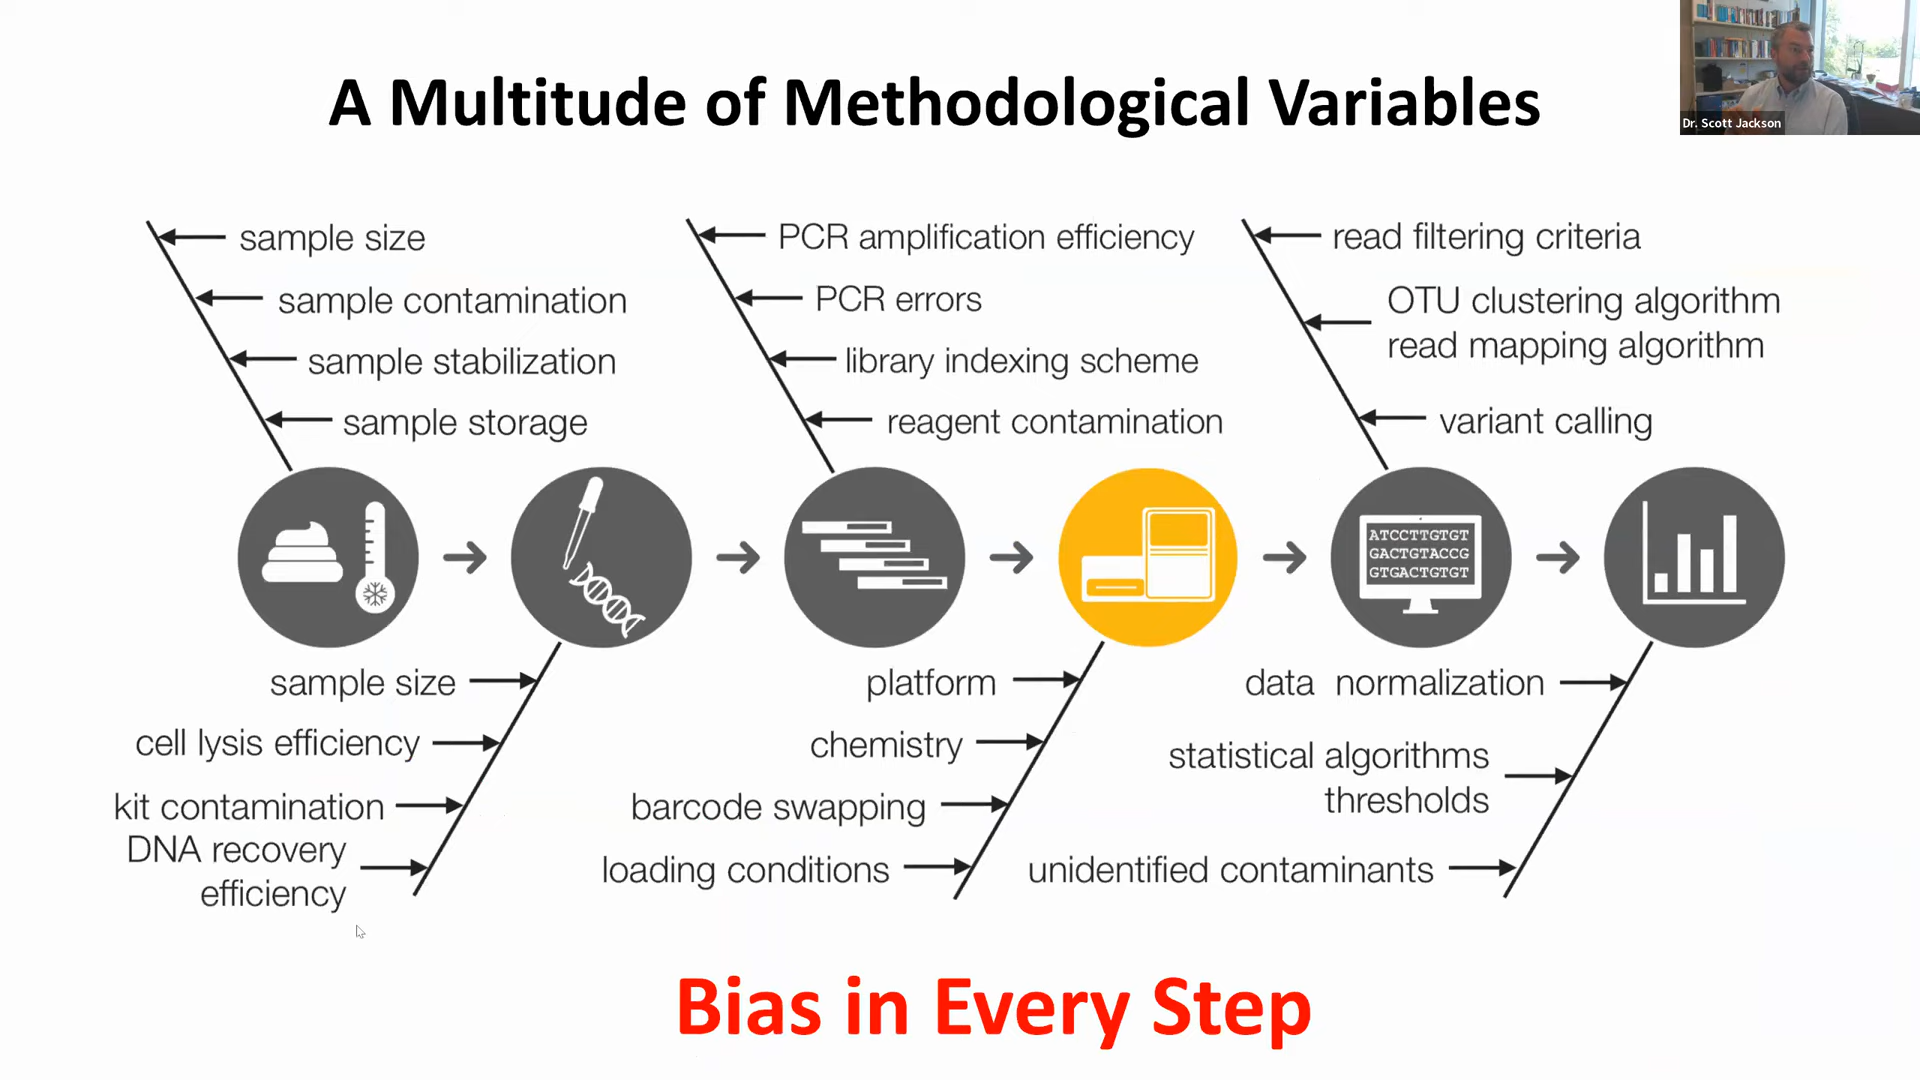 A Multitude of Methodological Variables
Dr. Scott Jackson
sample size
sample contamination
sample stabilization
sample storage
PCR amplification efficiency
PCR errors
library indexing scheme
reagent contamination
read filtering criteria
OTU clustering algorithm
read mapping algorithm
variant calling
ATCCTTGTGT
GACTGTACCG
GTGACTGTGT
sample size
cell lysis efficiency
kit contamination
DNA recovery
efficiency
platform
chemistry
barcode swapping
loading conditions
data normalization
statistical algorithms
thresholds
unidentified contaminants
Bias in Every Step